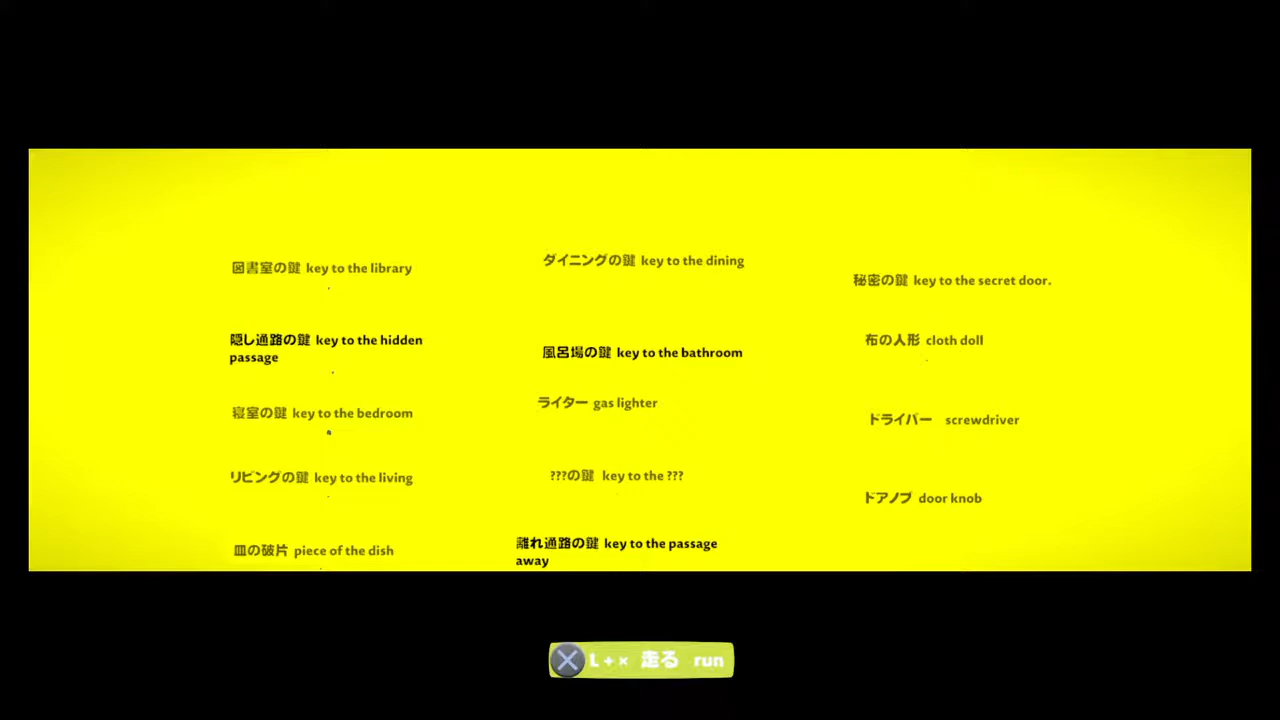 図書室の鍵 key to the library
隠し通路の鍵 key to the hidden
passage
寝室の鍵 key to the bedroom
リビングの鍵 key to the living
皿の破片 piece of the dish
ダイニングの鍵 key to the dining
風呂場の鍵 key to the bathroom
ライター gas lighter
???の鍵 key to the ???
離れ通路の鍵 key to the passage
away
秘密の鍵 key to the secret door.
布の人形 cloth doll
ドライバー screwdriver
ドアノブ door knob
L + × 走る run